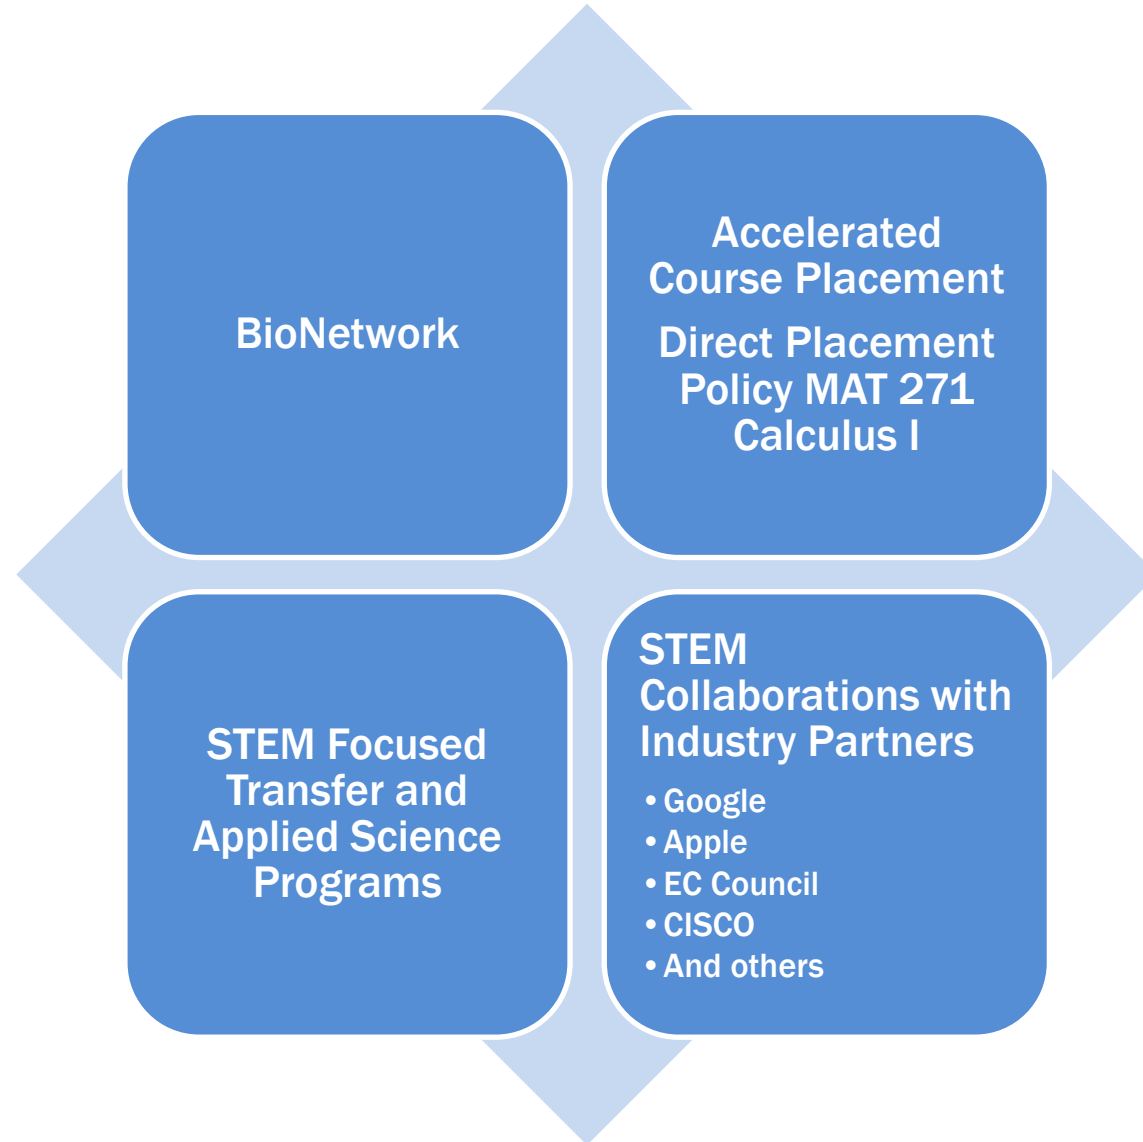 BioNetwork
Accelerated
Course Placement
Direct Placement
Policy MAT 271
Calculus I
STEM Focused
Transfer and
Applied Science
Programs
STEM
Collaborations with
Industry Partners
• Google
• Apple
• EC Council
• CISCO
• And others